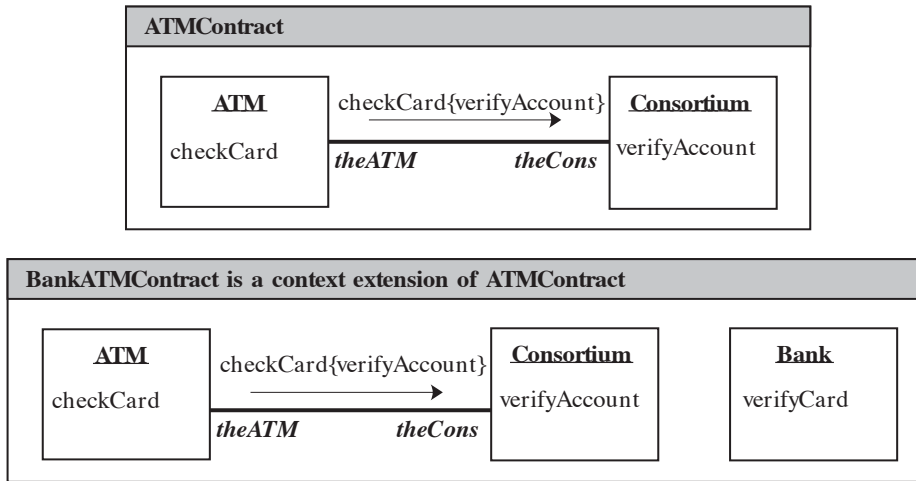 ATMContract
ATM
checkCard{verifyAccount}
Consortium
checkCard
verifyAccount
theATM
theCons
BankATMContract is a context extension of ATMContract
ATM
checkCard{verifyAccount}
Consortium
Bank
checkCard
verifyAccount
verifyCard
theATM
theCons